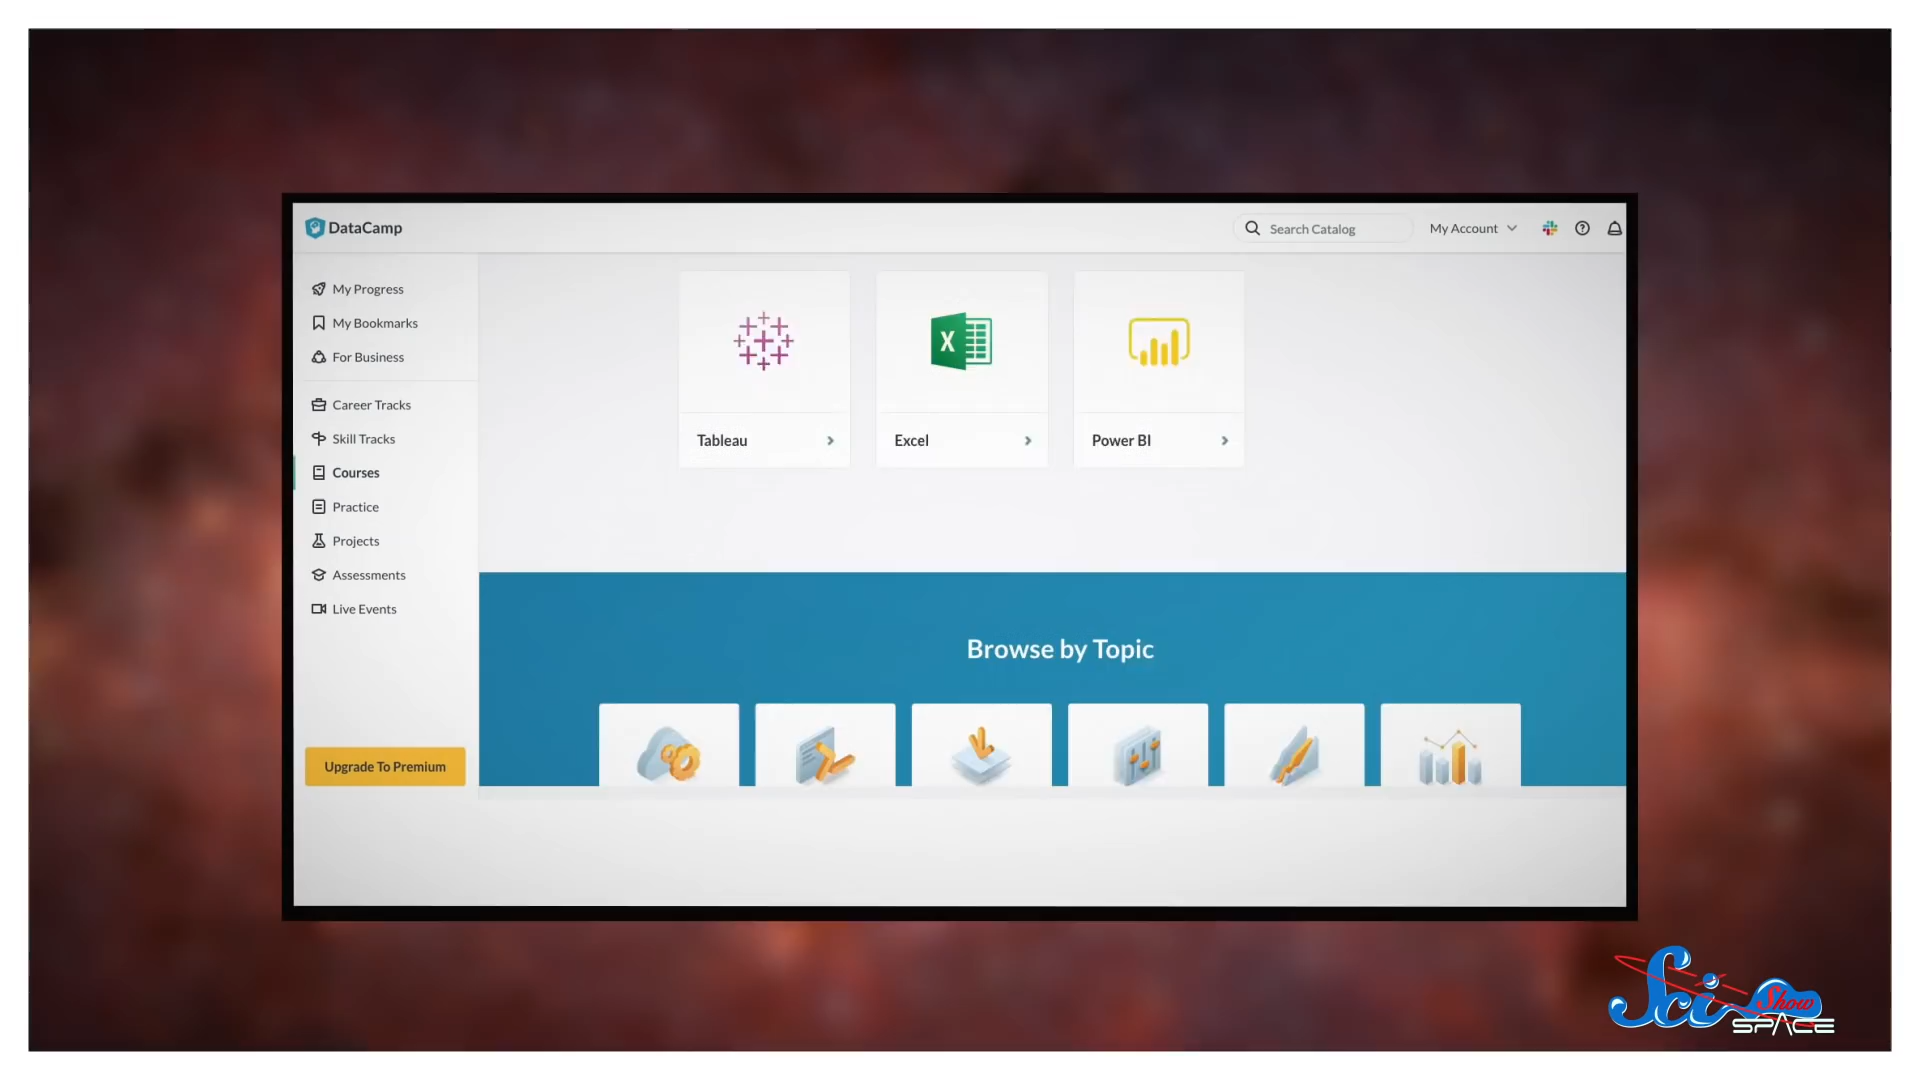 DataCamp
Search Catalog
My Account
My Progress
My Bookmarks
For Business
Career Tracks
Skill Tracks
Courses
Practice
Projects
Assessments
Live Events
Upgrade To Premium
Tableau
Excel
Power BI
Browse by Topic
Sci Show
SPACE